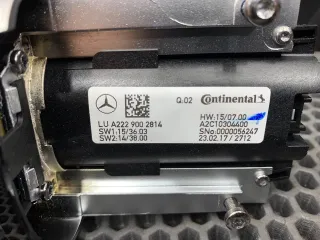 Q.02
Continental
HW:15/07.00
LU A222 900 2814
A2C10304400
SW1:15/36.03
SNo.0000056247
SW2:14/38.00
23.02.17 / 2712